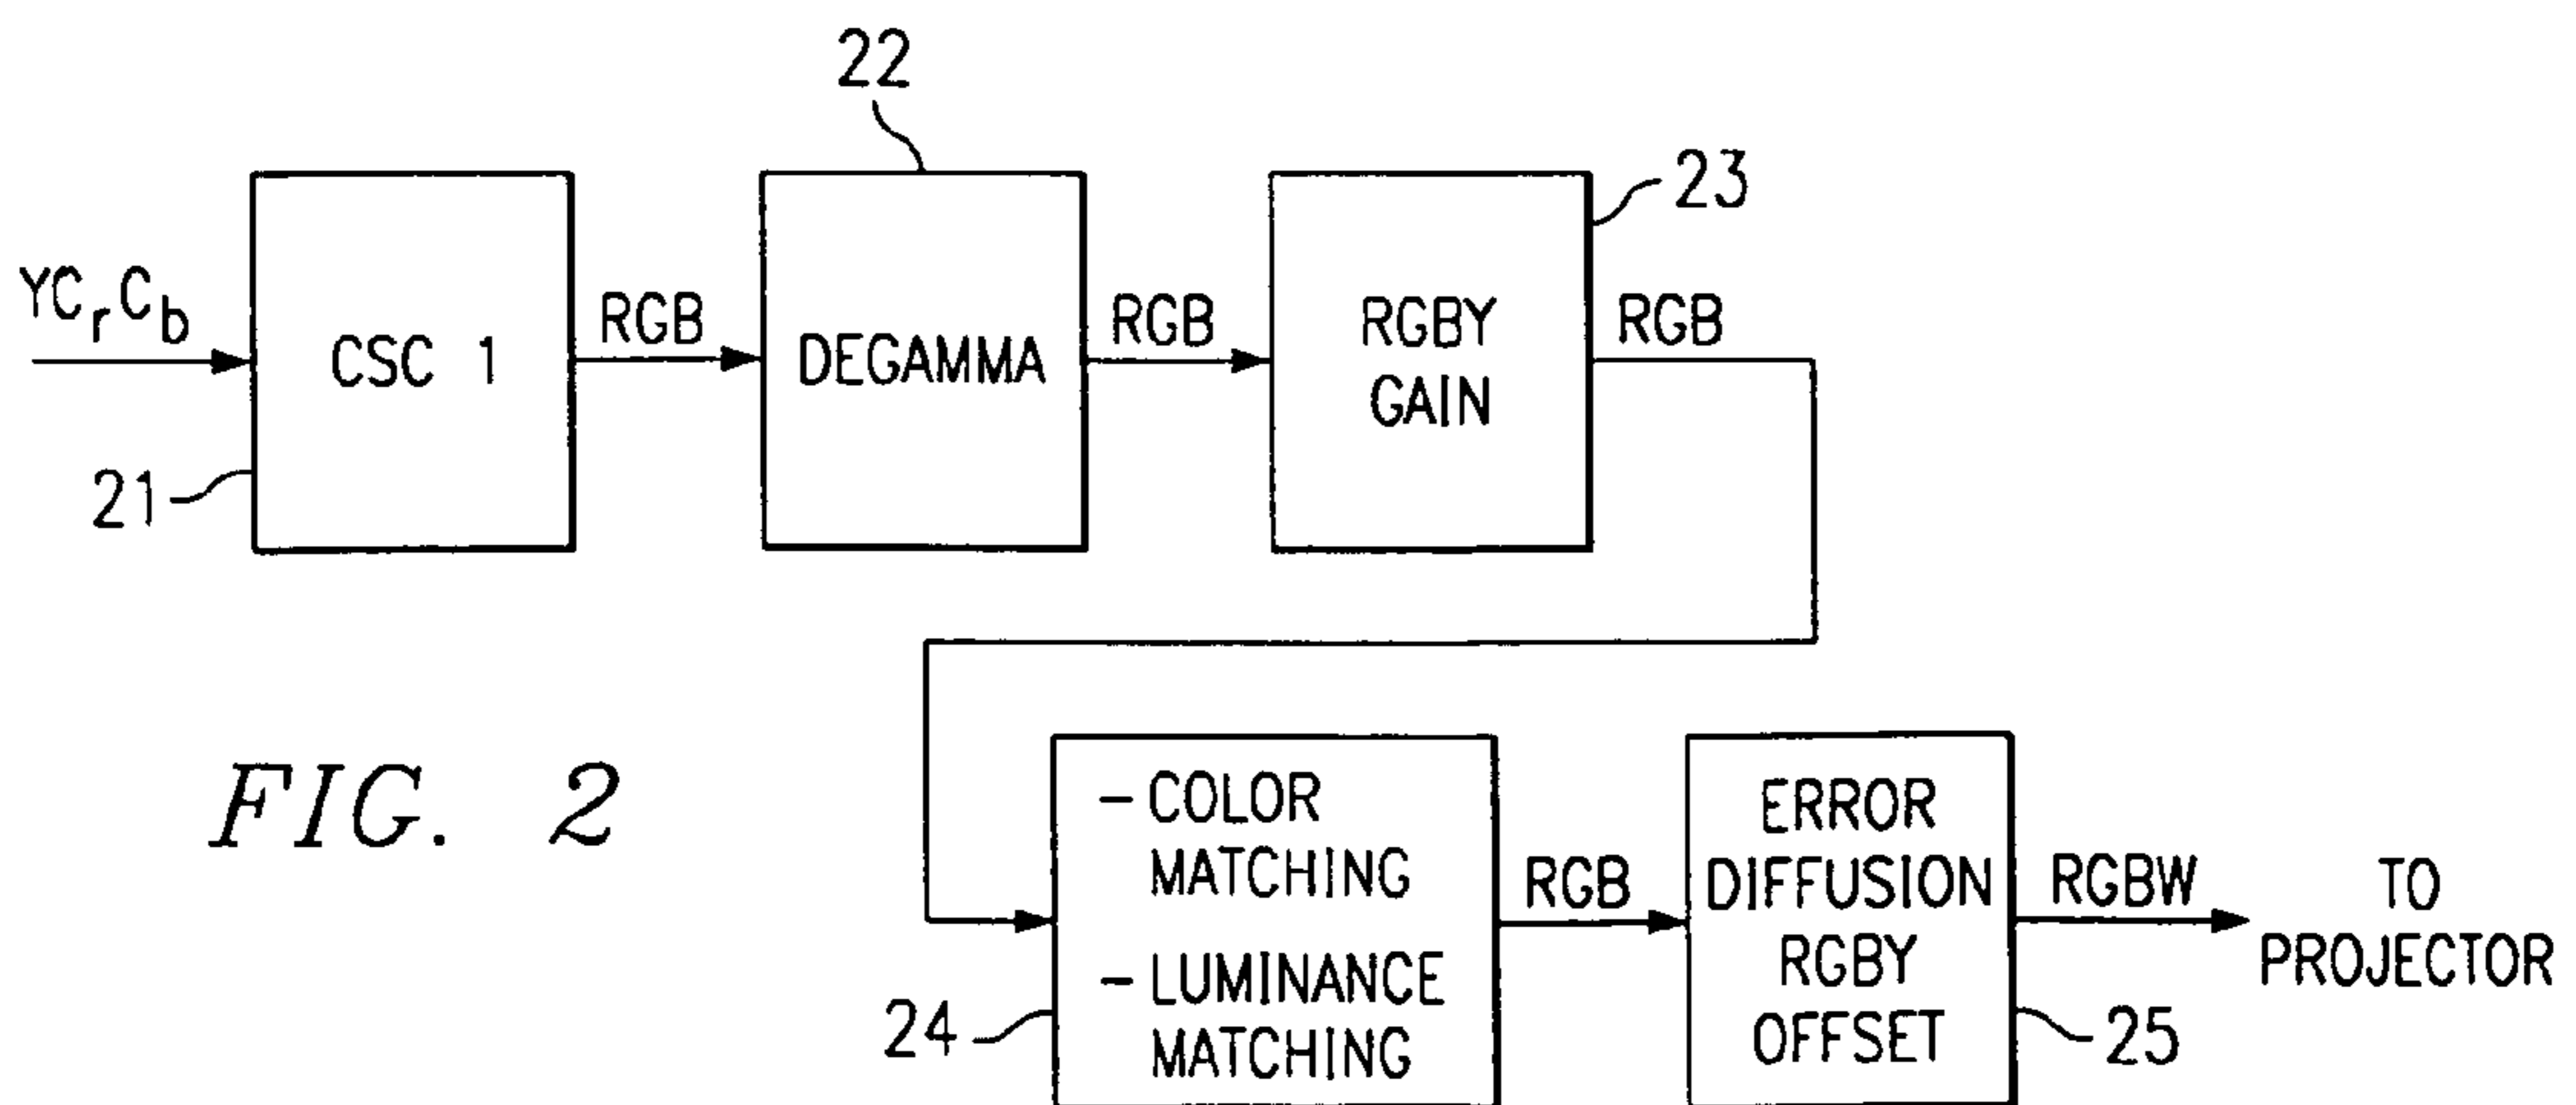 22
23
YCrCb
CSC 1
RGB
DEGAMMA
RGB
RGBY
GAIN
RGB
21
FIG. 2
- COLOR
MATCHING
- LUMINANCE
MATCHING
24
RGB
ERROR
DIFFUSION
RGBY
OFFSET
25
RGBW
TO
PROJECTOR